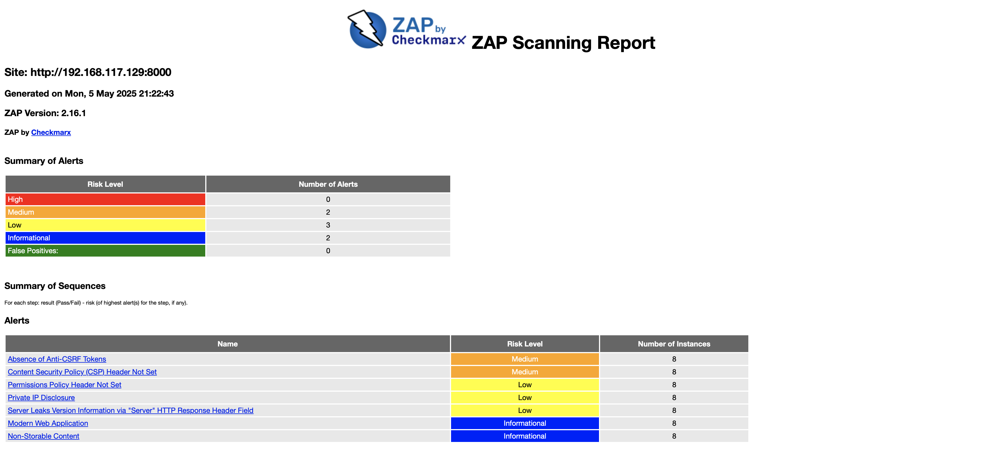 ZAP by
Checkmarx ZAP Scanning Report
Site: http://192.168.117.129:8000
Generated on Mon, 5 May 2025 21:22:43
ZAP Version: 2.16.1
ZAP by Checkmarx
Summary of Alerts
Risk Level Number of Alerts
High 0
Medium 2
Low 3
Informational 2
False Positives: 0
Summary of Sequences
For each step: result (Pass/Fail) - risk (of highest alert(s) for the step, if any).
Alerts
Name Risk Level Number of Instances
Absence of Anti-CSRF Tokens Medium 8
Content Security Policy (CSP) Header Not Set Medium 8
Permissions Policy Header Not Set Low 8
Private IP Disclosure Low 8
Server Leaks Version Information via "Server" HTTP Response Header Field Low 8
Modern Web Application Informational 8
Non-Storable Content Informational 8